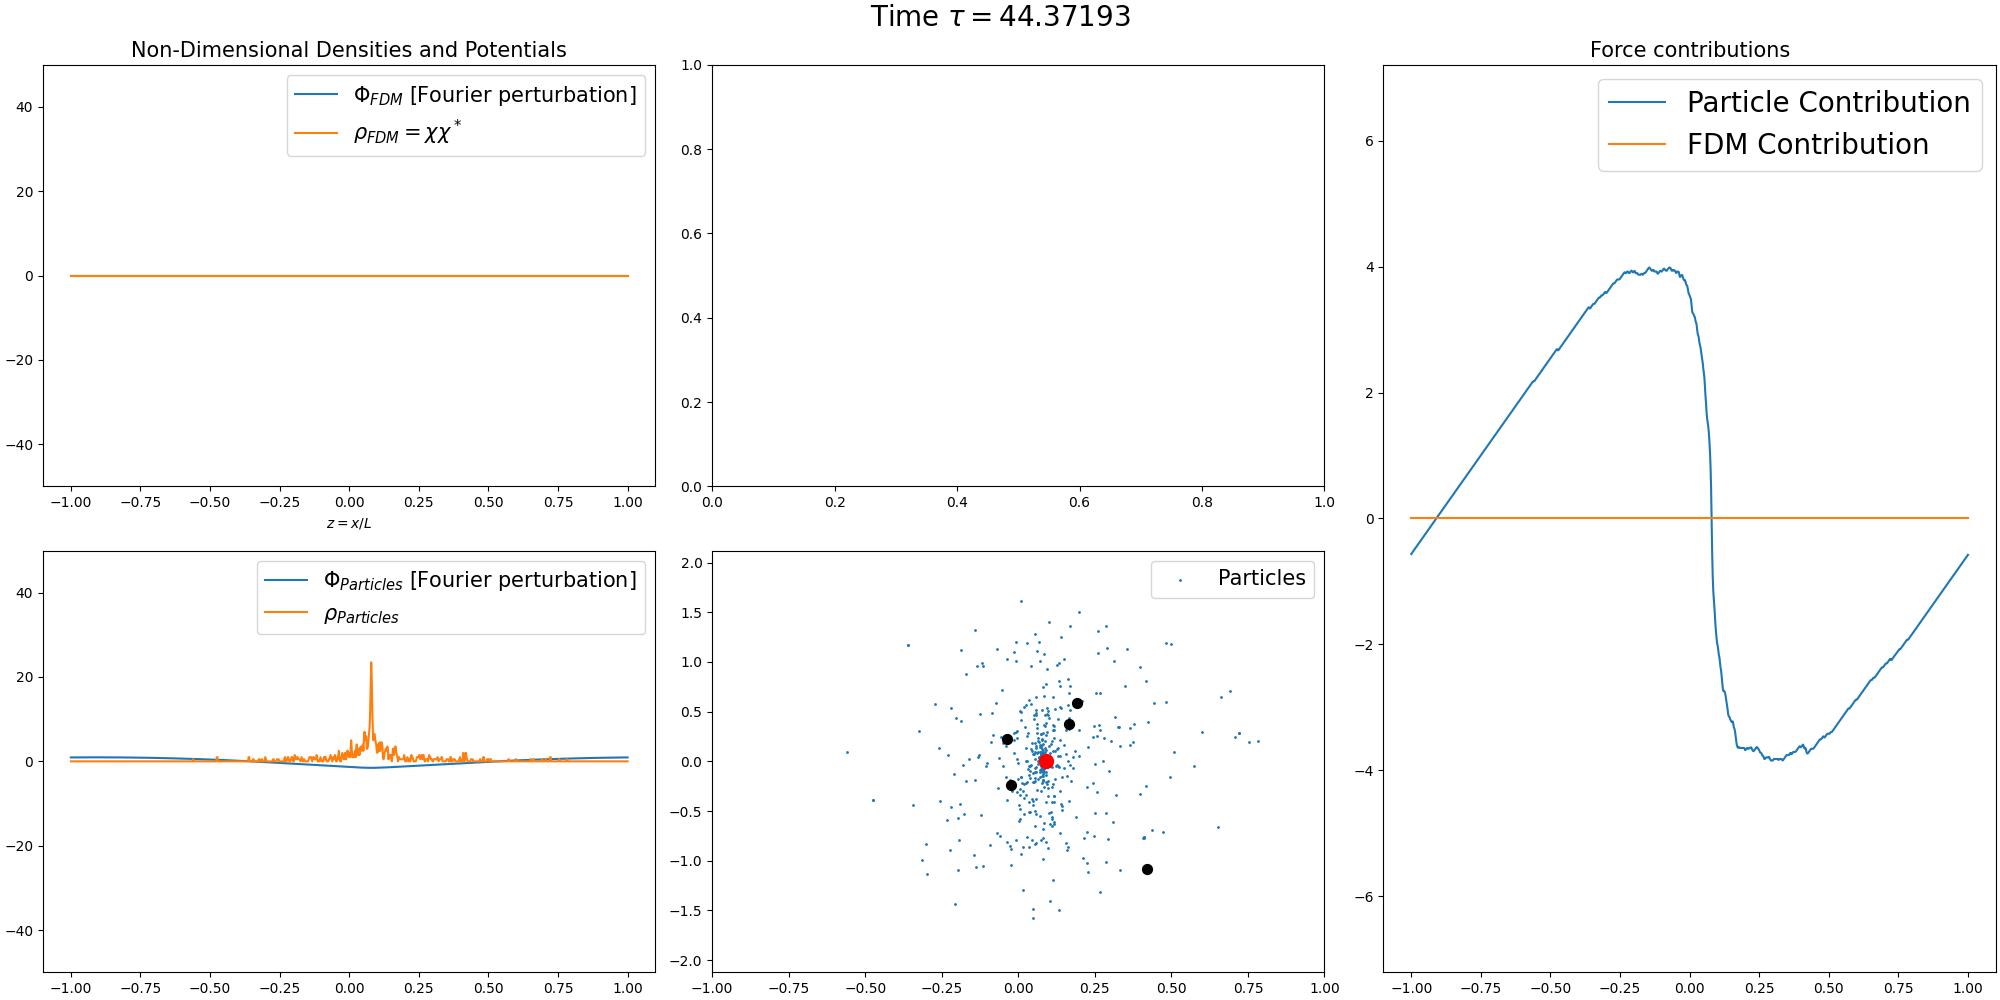 Time τ = 44.37193
Non-Dimensional Densities and Potentials
Φ_FDM [Fourier perturbation]
ρ_FDM = χχ*
40
20
0
−20
−40
−1.00 −0.75 −0.50 −0.25 0.00 0.25 0.50 0.75 1.00
z = x/L
1.0
0.8
0.6
0.4
0.2
0.0
0.0 0.2 0.4 0.6 0.8 1.0
Φ_Particles [Fourier perturbation]
ρ_Particles
40
20
0
−20
−40
−1.00 −0.75 −0.50 −0.25 0.00 0.25 0.50 0.75 1.00
Particles
2.0
1.5
1.0
0.5
0.0
−0.5
−1.0
−1.5
−2.0
−1.00 −0.75 −0.50 −0.25 0.00 0.25 0.50 0.75 1.00
Force contributions
Particle Contribution
FDM Contribution
6
4
2
0
−2
−4
−6
−1.00 −0.75 −0.50 −0.25 0.00 0.25 0.50 0.75 1.00